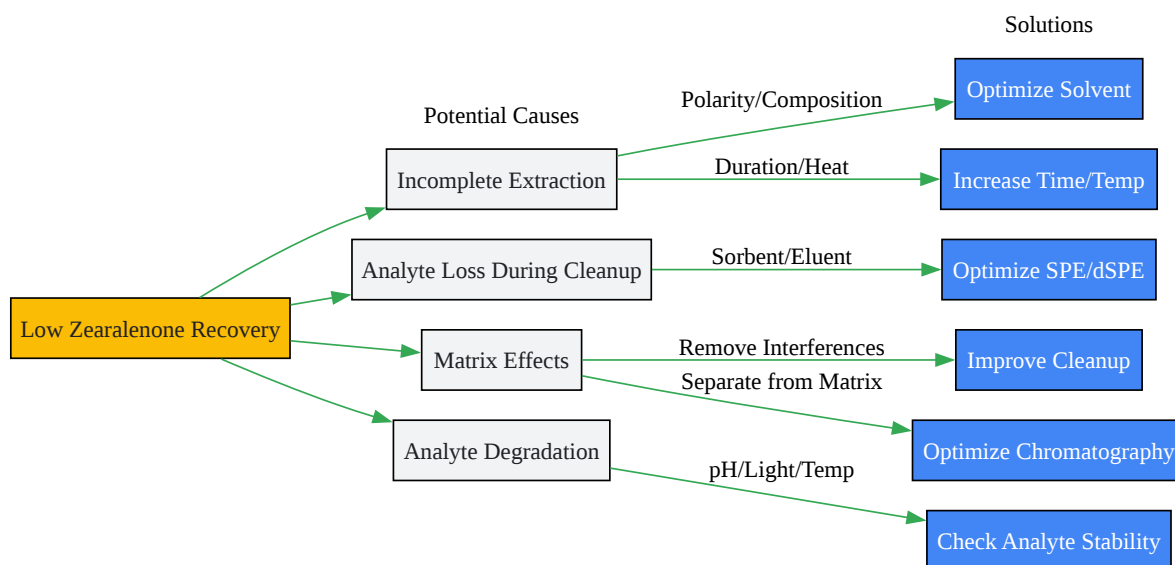 Solutions
Optimize Solvent
Polarity/Composition
Potential Causes
Incomplete Extraction
Duration/Heat
Increase Time/Temp
Analyte Loss During Cleanup
Sorbent/Eluent
Optimize SPE/dSPE
Low Zearalenone Recovery
Matrix Effects
Remove Interferences
Improve Cleanup
Separate from Matrix
Optimize Chromatography
Analyte Degradation
pH/Light/Temp
Check Analyte Stability